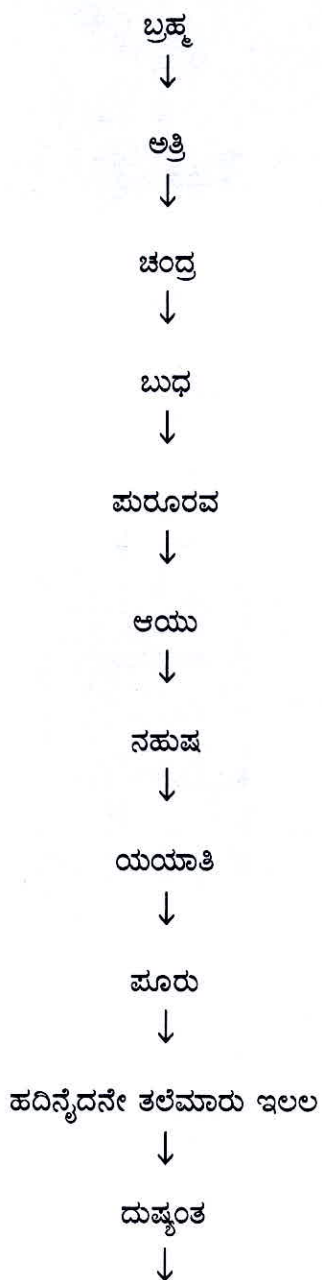 ಬ್ರಹ್ಮ
↓
ಅತ್ರಿ
↓
ಚಂದ್ರ
↓
ಬುಧ
↓
ಪುರೂರವ
↓
ಆಯು
↓
ನಹುಷ
↓
ಯಯಾತಿ
↓
ಪೂರು
↓
ಹದಿನೈದನೇ ತಲೆಮಾರು ಇಲಲ
↓
ದುಷ್ಯಂತ
↓